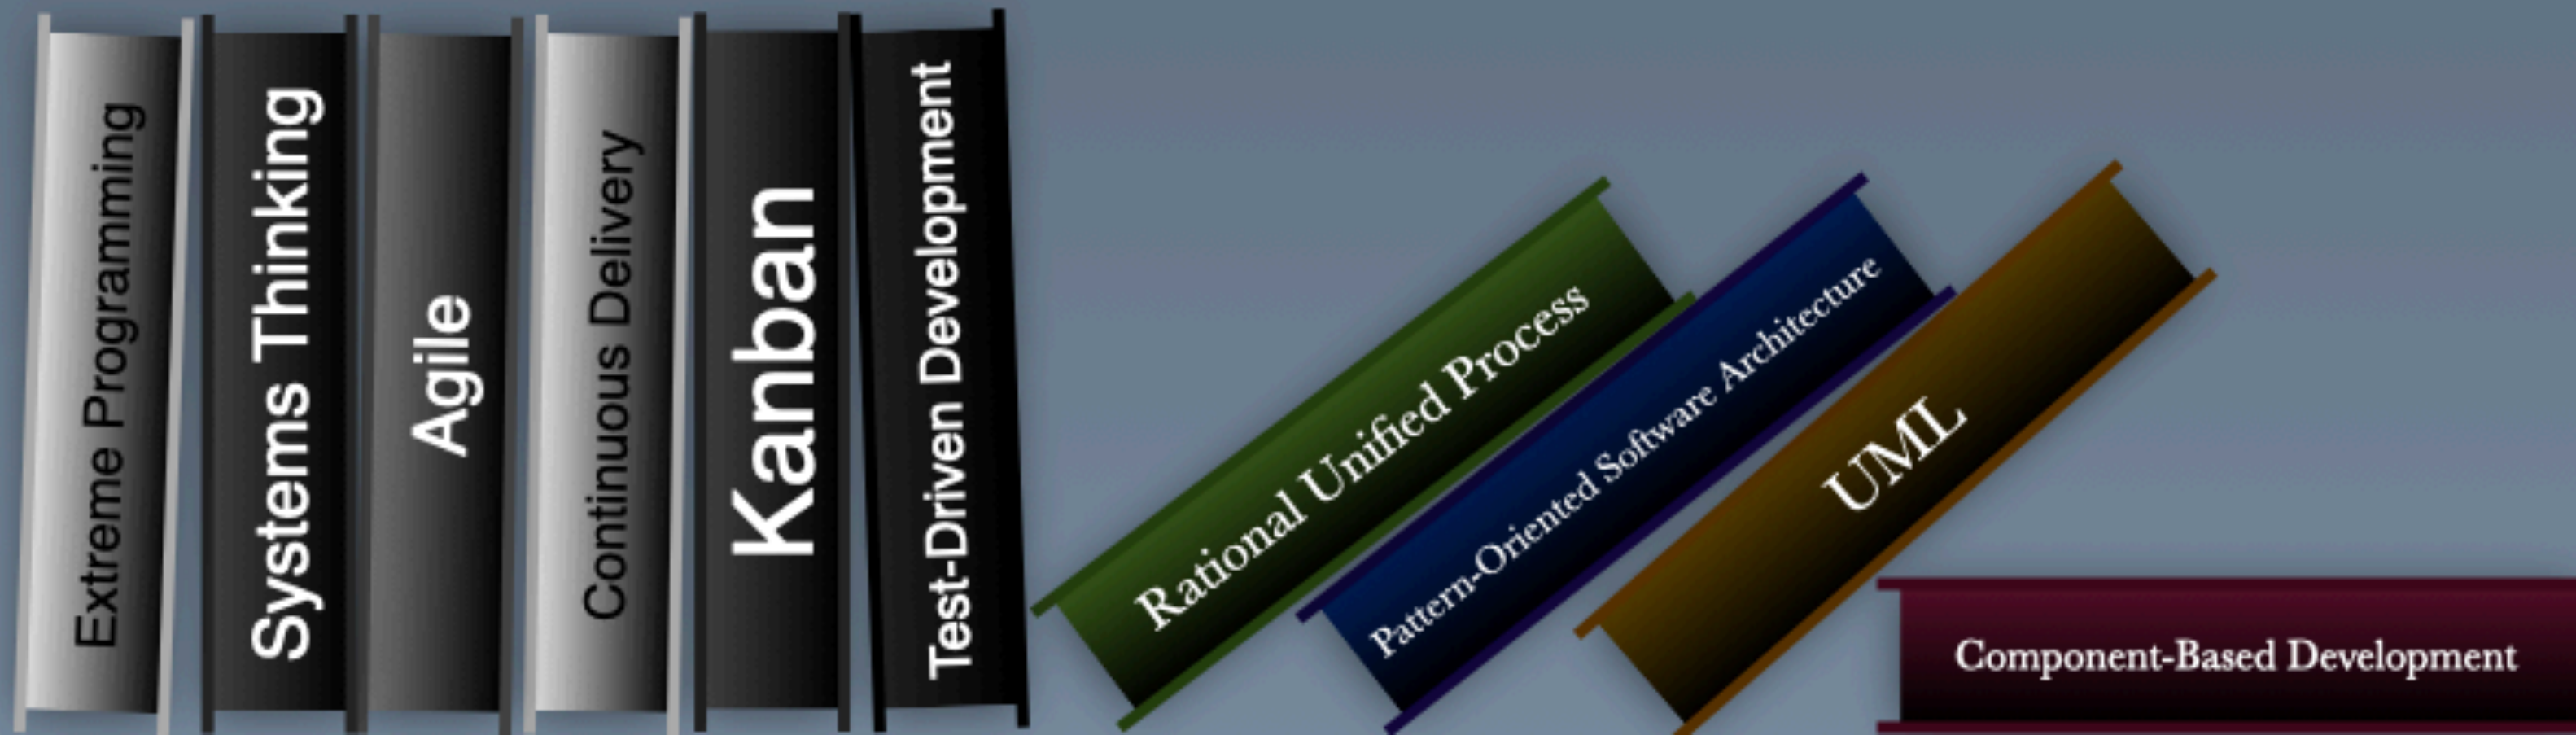 Extreme Programming
Systems Thinking
Agile
Continuous Delivery
Kanban
Test-Driven Development
Rational Unified Process
Pattern-Oriented Software Architecture
UML
Component-Based Development